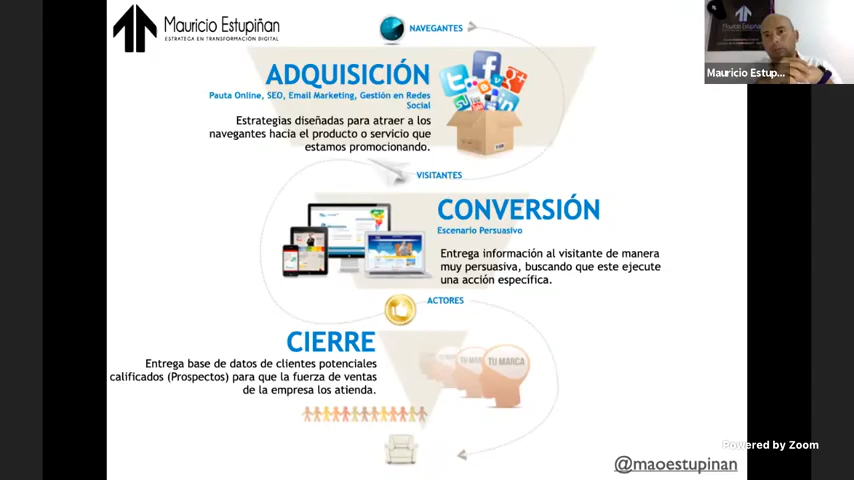 Mauricio Estupiñan
ESTRATEGA EN TRANSFORMACIÓN DIGITAL
NAVEGANTES
Mauricio Estup...
ADQUISICIÓN
Pauta Online, SEO, Email Marketing, Gestión en Redes
Social
Estrategias diseñadas para atraer a los
navegantes hacia el producto o servicio que
estamos promocionando.
VISITANTES
CONVERSIÓN
Escenario Persuasivo
Entrega información al visitante de manera
muy persuasiva, buscando que este ejecute
una acción específica.
ACTORES
CIERRE
Entrega base de datos de clientes potenciales
calificados (Prospectos) para que la fuerza de ventas
de la empresa los atienda.
TU MARCA
Powered by Zoom
@maoestupinan